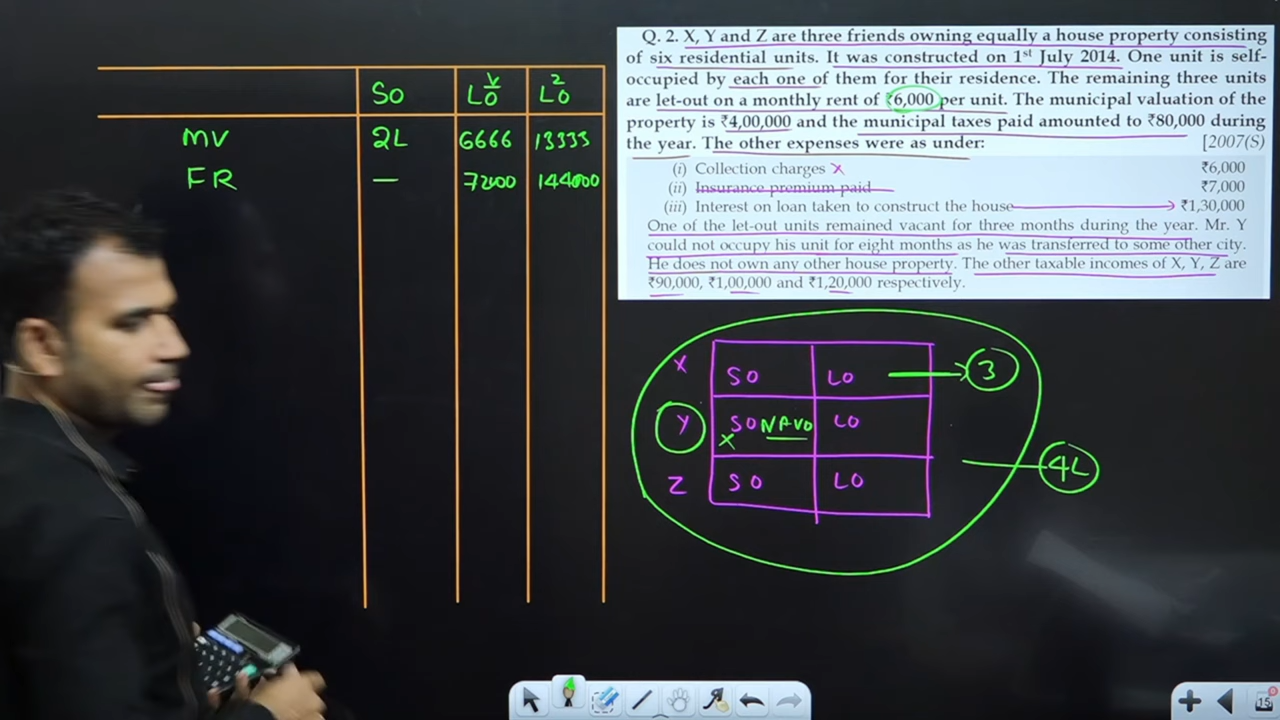 SO LO V LO 2
MV 2L 6666 13333
FR — 72000 144000
Q. 2. X, Y and Z are three friends owning equally a house property consisting
of six residential units. It was constructed on 1st July 2014. One unit is self-
occupied by each one of them for their residence. The remaining three units
are let-out on a monthly rent of ₹6,000 per unit. The municipal valuation of the
property is ₹4,00,000 and the municipal taxes paid amounted to ₹80,000 during
the year. The other expenses were as under: [2007(S)
(i) Collection charges X ₹6,000
(ii) Insurance premium paid ₹7,000
(iii) Interest on loan taken to construct the house ₹1,30,000
One of the let-out units remained vacant for three months during the year. Mr. Y
could not occupy his unit for eight months as he was transferred to some other city.
He does not own any other house property. The other taxable incomes of X, Y, Z are
₹90,000, ₹1,00,000 and ₹1,20,000 respectively.
X SO LO 3
Y SO NAVO LO
X
4L
Z SO LO
15